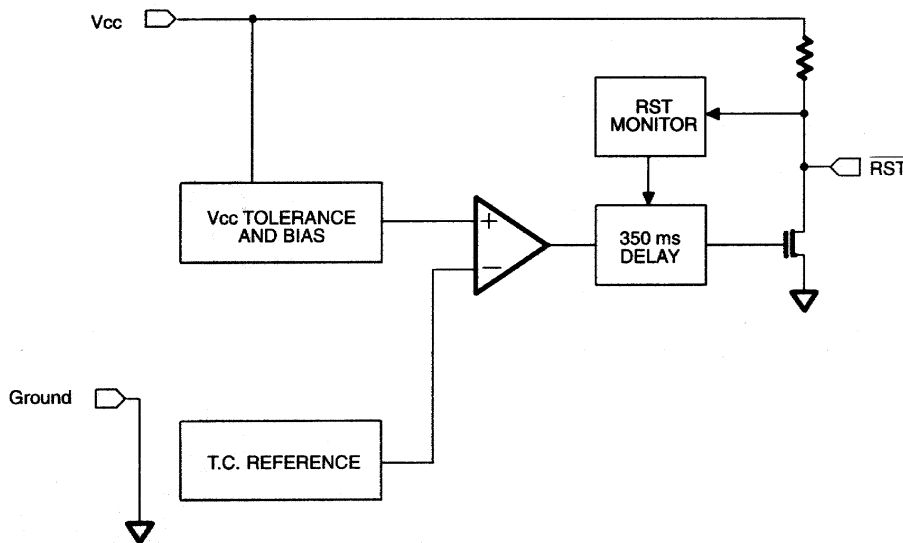 Vcc
RST
MONITOR
RST
Vcc TOLERANCE
AND BIAS
+
−
350 ms
DELAY
Ground
T.C. REFERENCE